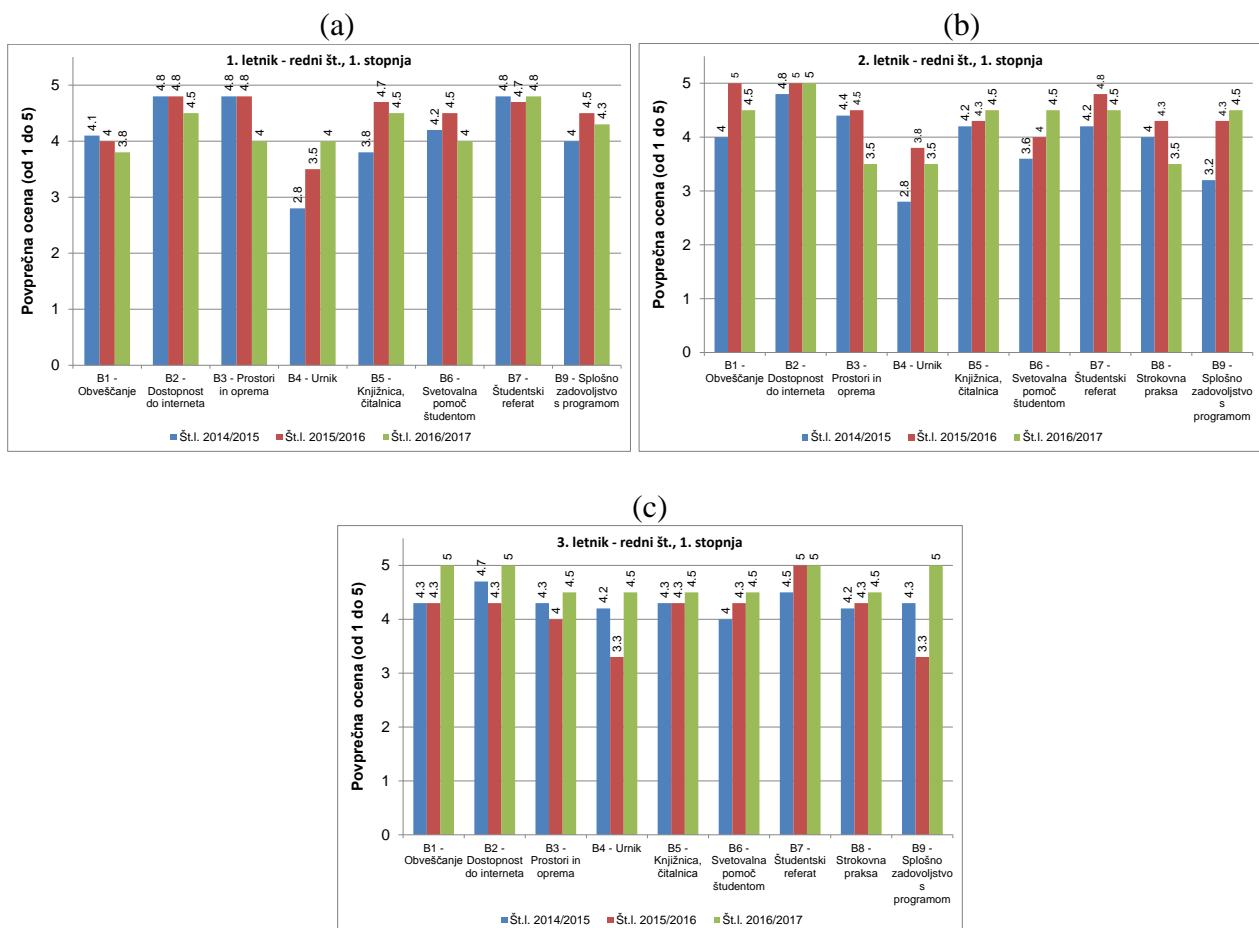 (a)
1. letnik - redni št., 1. stopnja
Povprečna ocena (od 1 do 5)
5
4
3
2
1
0
4.1 4 3.8
4.8 4.8 4.5
4.8 4.8 4
2.8 3.5 4
3.8 4.7 4.5
4.2 4.5 4
4.8 4.7 4.8
4 4.5 4.3
B1 -
Obveščanje
B2 -
Dostopnost
do interneta
B3 - Prostori
in oprema
B4 - Urnik
B5 -
Knjižnica,
čitalnica
B6 -
Svetovalna
pomoč
študentom
B7 -
Študentski
referat
B9 - Splošno
zadovoljstvo
s programom
Št.l. 2014/2015 Št.l. 2015/2016 Št.l. 2016/2017
(b)
2. letnik - redni št., 1. stopnja
Povprečna ocena (od 1 do 5)
5
4
3
2
1
0
4 5 4.5
4.8 5 5
4.4 4.5 3.5
2.8 3.8 3.5
4.2 4.3 4.5
3.6 4 4.5
4.2 4.8 4.5
4 4.3 3.5
3.2 4.3 4.5
B1 -
Obveščanje
B2 -
Dostopnost
do interneta
B3 -
Prostori in
oprema
B4 - Urnik
B5 -
Knjižnica,
čitalnica
B6 -
Svetovalna
pomoč
študentom
B7 -
Študentski
referat
B8 -
Strokovna
praksa
B9 -
Splošno
zadovoljstvo
s
programom
Št.l. 2014/2015 Št.l. 2015/2016 Št.l. 2016/2017
(c)
3. letnik - redni št., 1. stopnja
Povprečna ocena (od 1 do 5)
5
4
3
2
1
0
4.3 4.3 5
4.7 4.3 5
4.3 4 4.5
4.2 3.3 4.5
4.3 4.3 4.5
4 4.3 4.5
4.5 5 5
4.2 4.3 4.5
4.3 3.3 5
B1 -
Obveščanje
B2 -
Dostopnost
do interneta
B3 -
Prostori in
oprema
B4 - Urnik
B5 -
Knjižnica,
čitalnica
B6 -
Svetovalna
pomoč
študentom
B7 -
Študentski
referat
B8 -
Strokovna
praksa
B9 -
Splošno
zadovoljstvo
s
programom
Št.l. 2014/2015 Št.l. 2015/2016 Št.l. 2016/2017